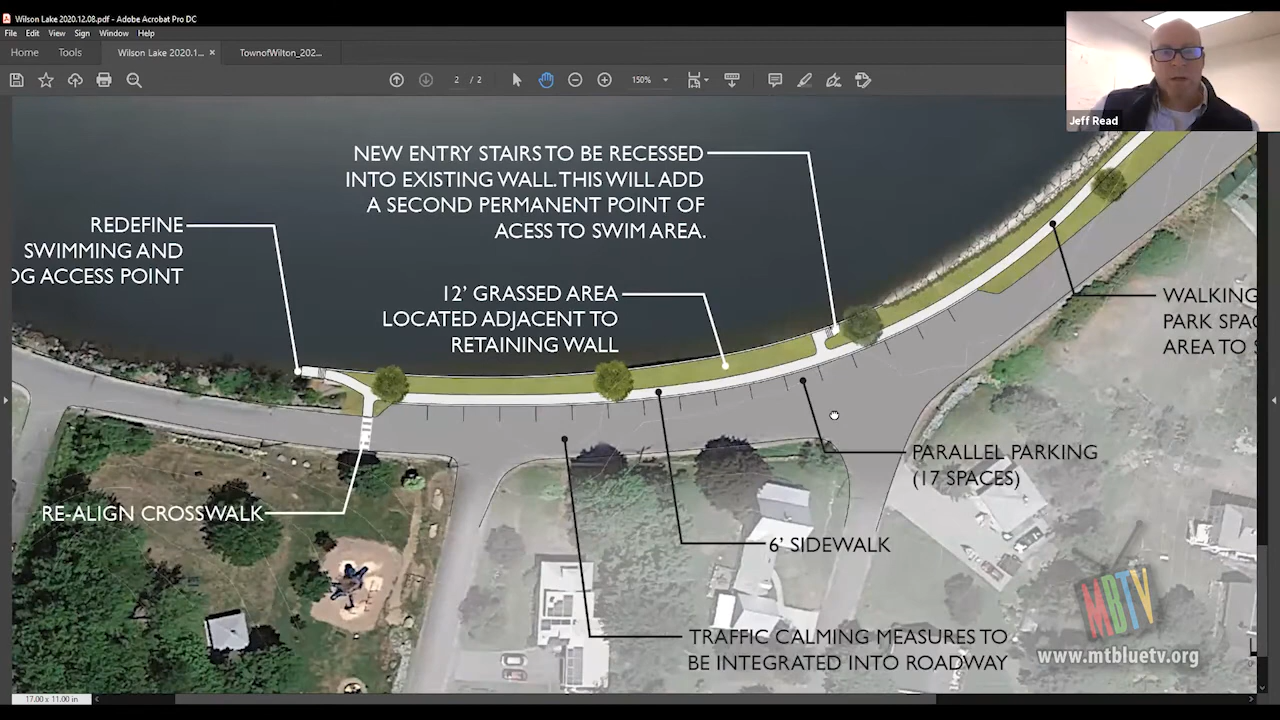 Wilson Lake 2020.12.08.pdf - Adobe Acrobat Pro DC
File Edit View Sign Window Help
Home Tools Wilson Lake 2020.1... × TownofWilton_202...
2 / 2 150%
Jeff Read
NEW ENTRY STAIRS TO BE RECESSED
INTO EXISTING WALL. THIS WILL ADD
A SECOND PERMANENT POINT OF
ACESS TO SWIM AREA.
REDEFINE
SWIMMING AND
OG ACCESS POINT
12’ GRASSED AREA
LOCATED ADJACENT TO
RETAINING WALL
WALKING
PARK SPAC
AREA TO S
PARALLEL PARKING
(17 SPACES)
RE-ALIGN CROSSWALK
6’ SIDEWALK
TRAFFIC CALMING MEASURES TO
BE INTEGRATED INTO ROADWAY
MBTV
www.mtbluetv.org
17.00 x 11.00 in